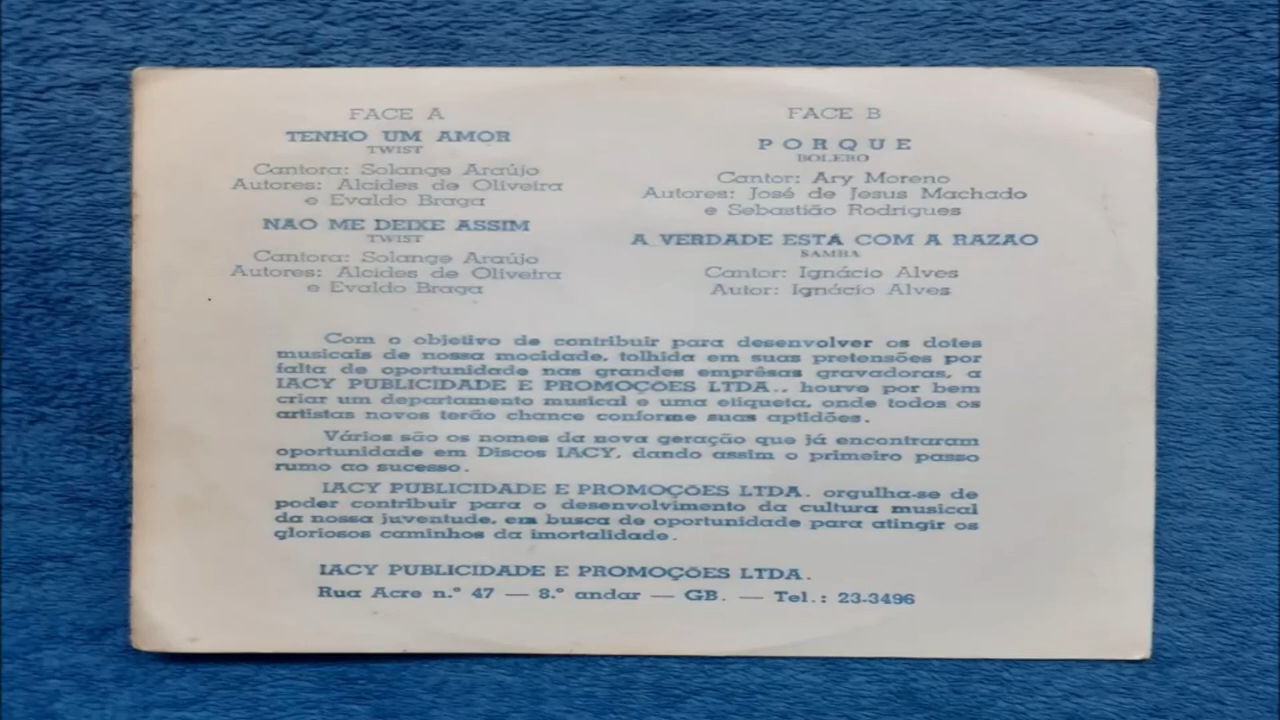 FACE A
TENHO UM AMOR
TWIST
Cantora: Solange Araújo
Autores: Alcides de Oliveira
e Evaldo Braga
NAO ME DEIXE ASSIM
TWIST
Cantora: Solange Araújo
Autores: Alcides de Oliveira
e Evaldo Braga
FACE B
PORQUE
BOLERO
Cantor: Ary Moreno
Autores: José de Jesus Machado
e Sebastião Rodrigues
A VERDADE ESTÁ COM A RAZAO
SAMBA
Cantor: Ignácio Alves
Autor: Ignácio Alves
Com o objetivo de contribuir para desenvolver os dotes
musicais de nossa mocidade, tolhida em suas pretensões por
falta de oportunidade nas grandes emprêsas gravadoras, a
IACY PUBLICIDADE E PROMOÇÕES LTDA., houve por bem
criar um departamento musical e uma etiqueta, onde todos os
artistas novos terão chance conforme suas aptidões.
Vários são os nomes da nova geração que já encontraram
oportunidade em Discos IACY, dando assim o primeiro passo
rumo ao sucesso.
IACY PUBLICIDADE E PROMOÇÕES LTDA. orgulha-se de
poder contribuir para o desenvolvimento da cultura musical
da nossa juventude, em busca de oportunidade para atingir os
gloriosos caminhos da imortalidade.
IACY PUBLICIDADE E PROMOÇÕES LTDA.
Rua Acre n.º 47 — 8.º andar — GB. — Tel.: 23-3496